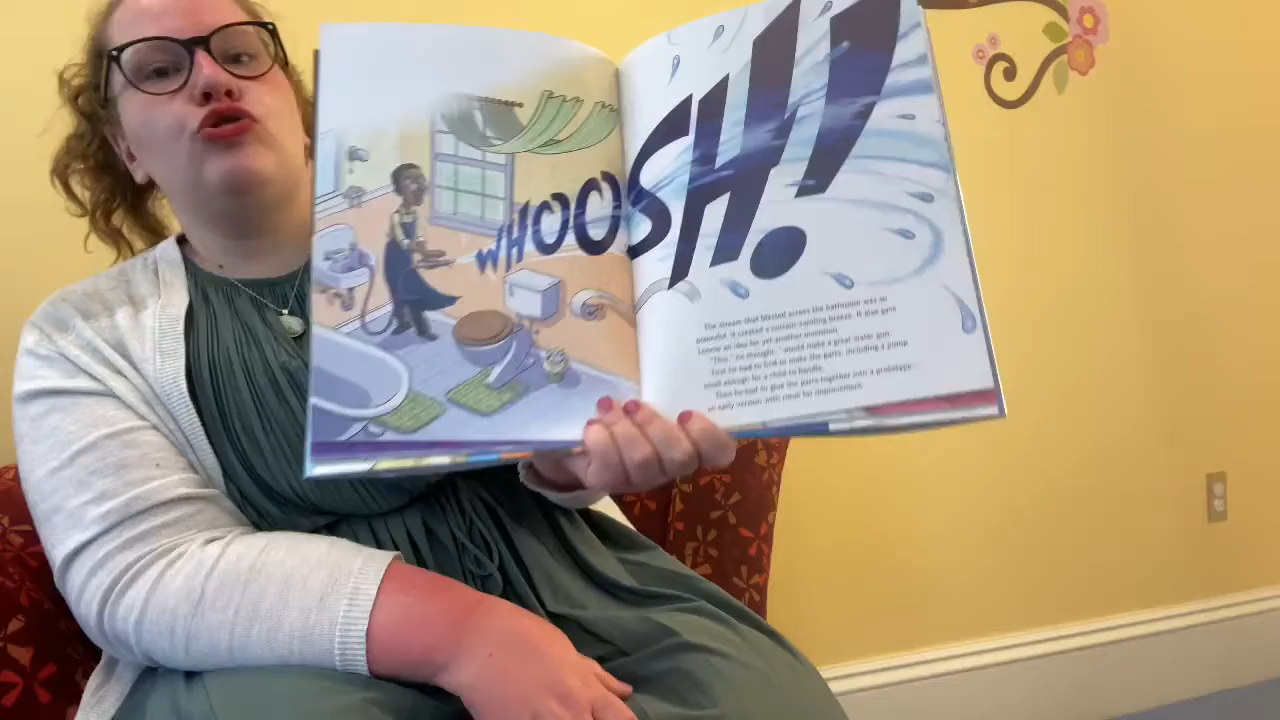 WHOOSH!
The stream that blasted across the bathroom was so
powerful, it created a curtain-swirling breeze. It also gave
Lonnie an idea for yet another invention.
"This," he thought, "would make a great water gun."
First he had to find or make the parts, including a pump
small enough for a child to handle.
Then he had to glue the parts together into a prototype—
an early version with room for improvement.